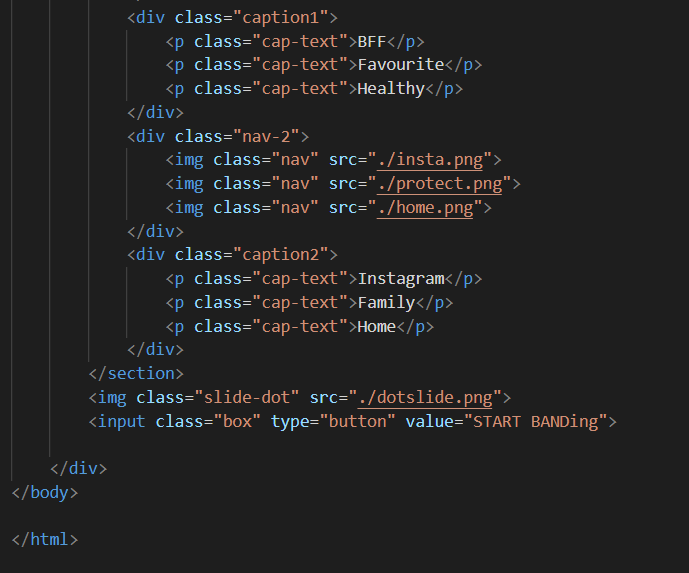 <div class="caption1">
<p class="cap-text">BFF</p>
<p class="cap-text">Favourite</p>
<p class="cap-text">Healthy</p>
</div>
<div class="nav-2">
<img class="nav" src="./insta.png">
<img class="nav" src="./protect.png">
<img class="nav" src="./home.png">
</div>
<div class="caption2">
<p class="cap-text">Instagram</p>
<p class="cap-text">Family</p>
<p class="cap-text">Home</p>
</div>
</section>
<img class="slide-dot" src="./dotslide.png">
<input class="box" type="button" value="START BANDing">
</div>
</body>
</html>